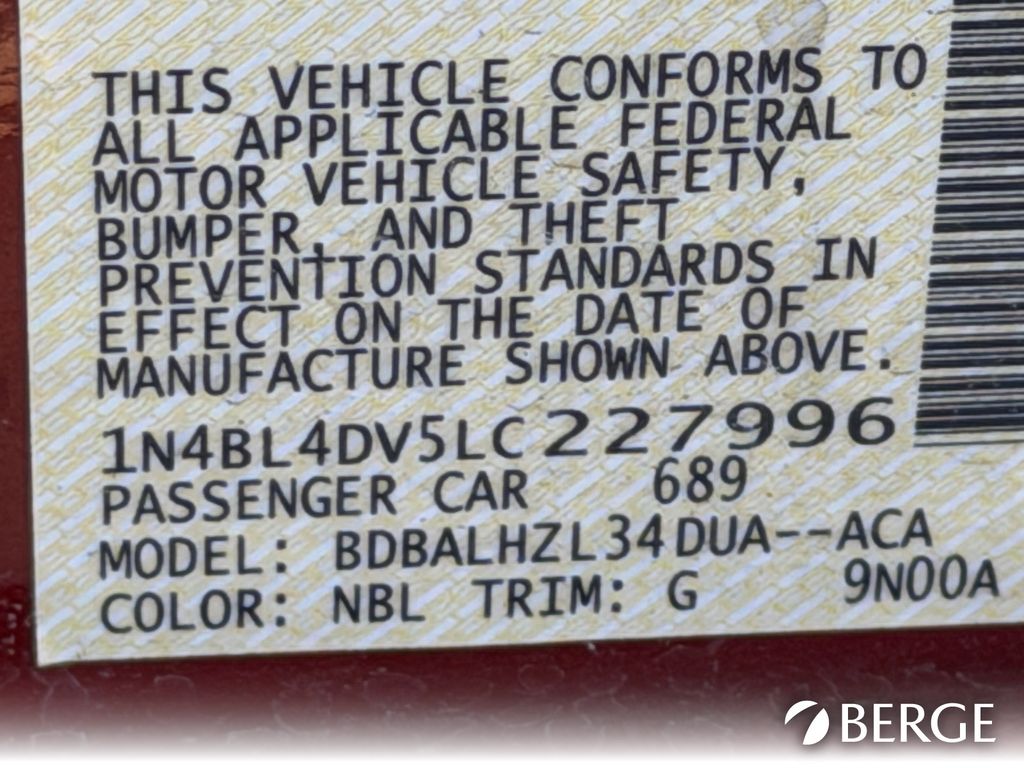 THIS VEHICLE CONFORMS TO
ALL APPLICABLE FEDERAL
MOTOR VEHICLE SAFETY,
BUMPER, AND THEFT
PREVENTION STANDARDS IN
EFFECT ON THE DATE OF
MANUFACTURE SHOWN ABOVE.
1N4BL4DV5LC227996
PASSENGER CAR 689
MODEL: BDBALHZL34DUA--ACA
COLOR: NBL TRIM: G 9N00A
BERGE